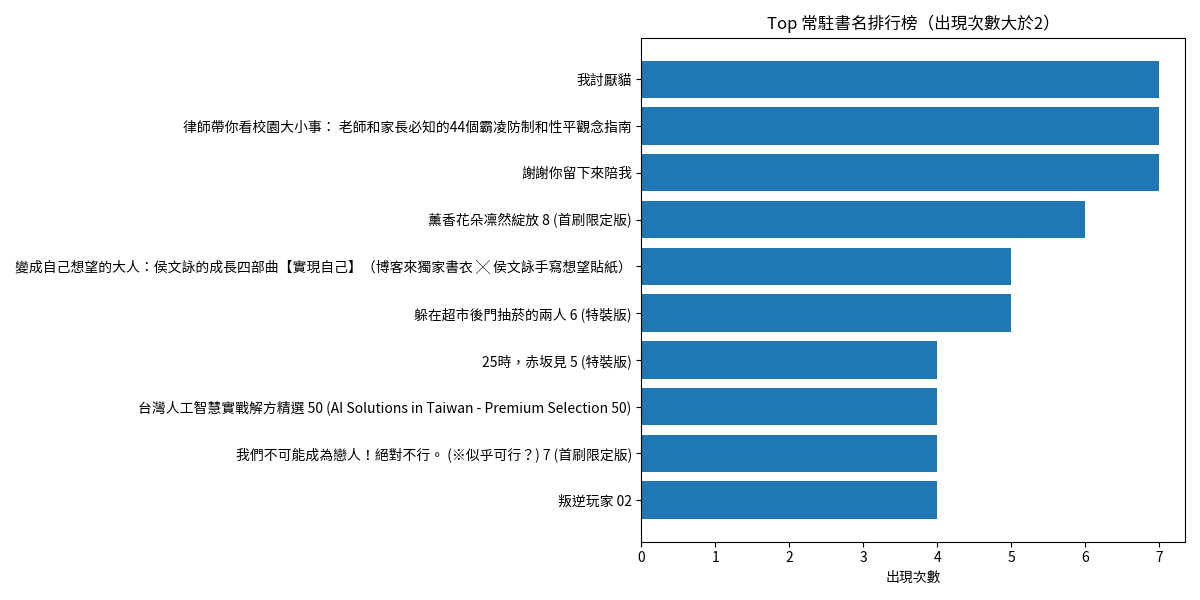 Top 常駐書名排行榜（出現次數大於2）
我討厭貓
律師帶你看校園大小事： 老師和家長必知的44個霸凌防制和性平觀念指南
謝謝你留下來陪我
薰香花朵凛然綻放 8 (首刷限定版)
變成自己想望的大人：侯文詠的成長四部曲【實現自己】（博客來獨家書衣 ╳ 侯文詠手寫想望貼紙）
躲在超市後門抽菸的兩人 6 (特裝版)
25時，赤坂見 5 (特裝版)
台灣人工智慧實戰解方精選 50 (AI Solutions in Taiwan - Premium Selection 50)
我們不可能成為戀人！絕對不行。 (※似乎可行？) 7 (首刷限定版)
叛逆玩家 02
0 1 2 3 4 5 6 7
出現次數